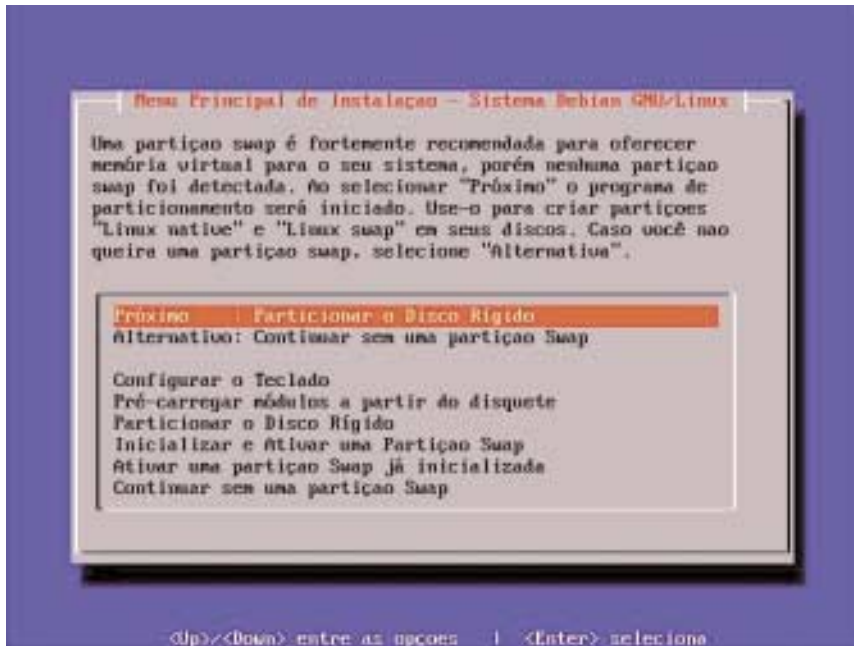 Menu Principal de Instalaçao - Sistema Debian GNU/Linux
Uma partiçao swap é fortemente recomendada para oferecer
memória virtual para o seu sistema, porém nenhuma partiçao
swap foi detectada. Ao selecionar "Próximo" o programa de
particionamento será iniciado. Use-o para criar partiçoes
"Linux native" e "Linux swap" em seus discos. Caso você nao
queira uma partiçao swap, selecione "Alternativa".
Próximo : Particionar o Disco Rígido
Alternativo: Continuar sem uma partiçao Swap
Configurar o Teclado
Pré-carregar módulos a partir do disquete
Particionar o Disco Rígido
Inicializar e Ativar uma Partiçao Swap
Ativar uma partiçao Swap já inicializada
Continuar sem uma partiçao Swap
<Up>/<Down> entre as opcoes | <Enter> seleciona